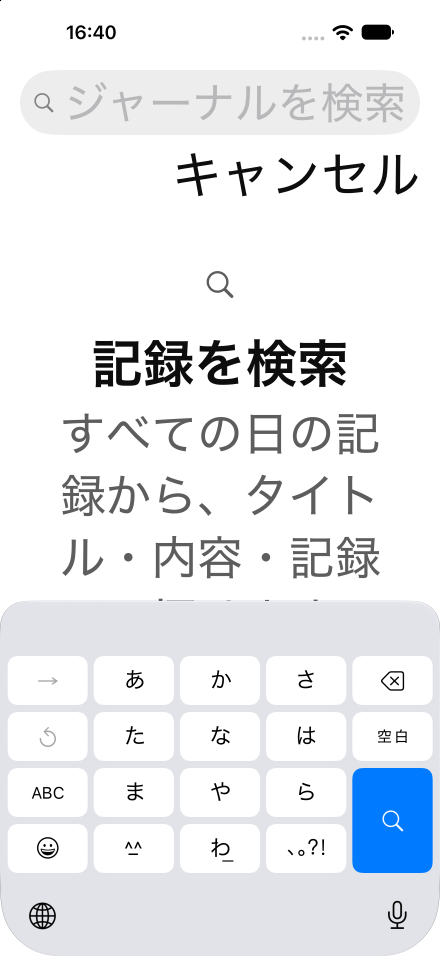 16:40
ジャーナルを検索
キャンセル
記録を検索
すべての日の記
録から、タイト
ル・内容・記録
→ あ か さ
た な は 空白
ABC ま や ら
^^ わ_ 、。?!